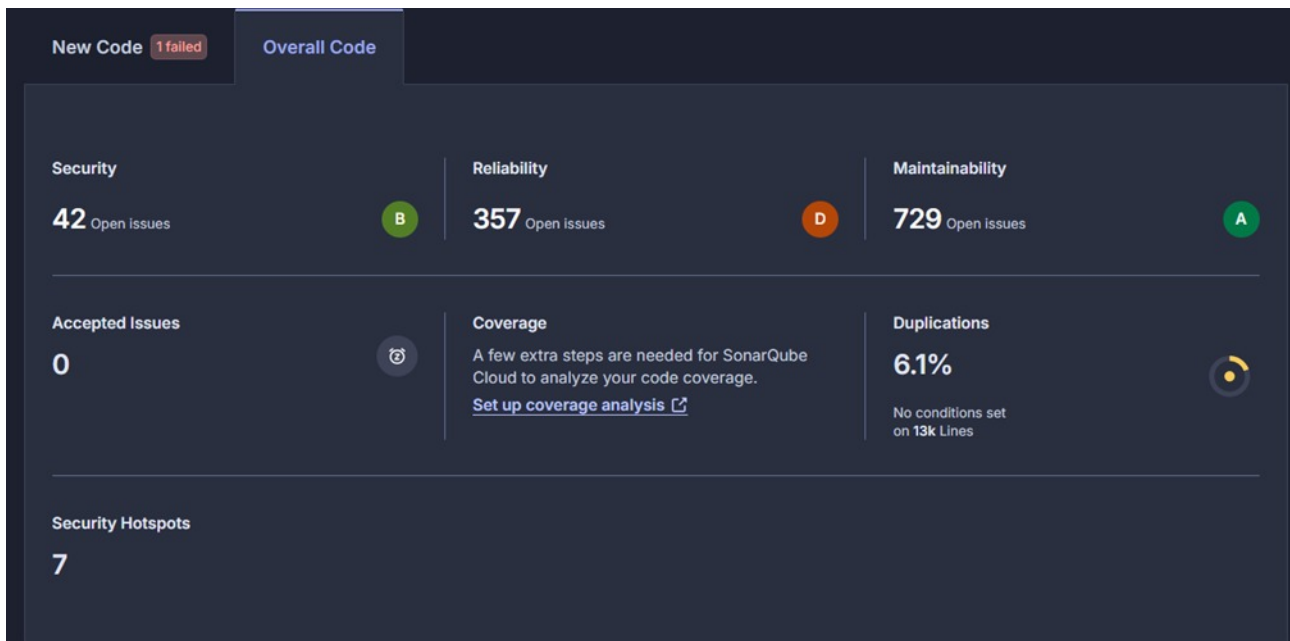 New Code 1 failed
Overall Code
Security
42 Open issues
B
Reliability
357 Open issues
D
Maintainability
729 Open issues
A
Accepted Issues
0
Coverage
A few extra steps are needed for SonarQube
Cloud to analyze your code coverage.
Set up coverage analysis
Duplications
6.1%
No conditions set
on 13k Lines
Security Hotspots
7